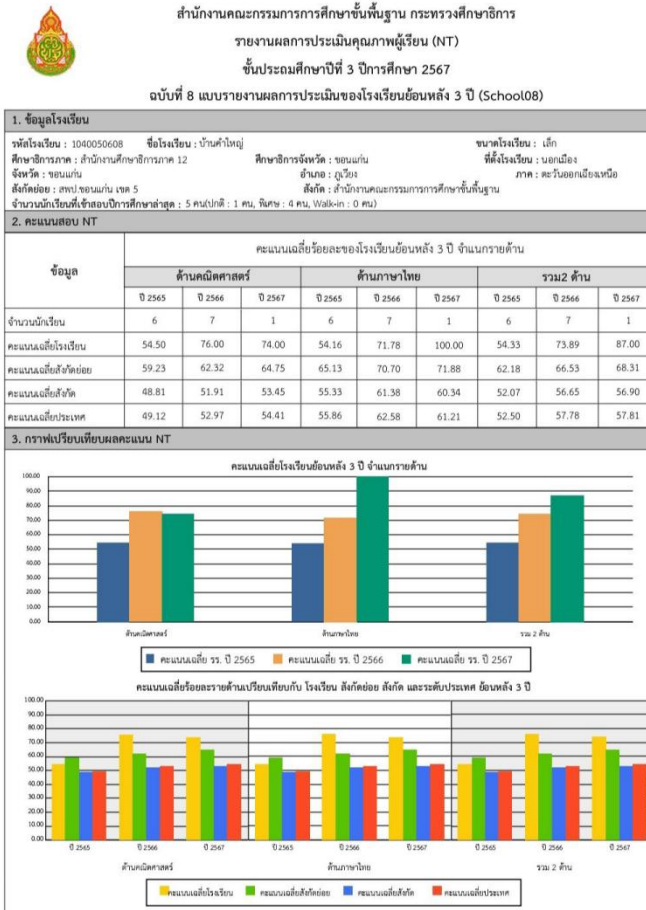 สำนักงานคณะกรรมการการศึกษาขั้นพื้นฐาน กระทรวงศึกษาธิการ
รายงานผลการประเมินคุณภาพผู้เรียน (NT)
ชั้นประถมศึกษาปีที่ 3 ปีการศึกษา 2567
ฉบับที่ 8 แบบรายงานผลการประเมินของโรงเรียนย้อนหลัง 3 ปี (School08)
1. ข้อมูลโรงเรียน
รหัสโรงเรียน : 1040050608 ชื่อโรงเรียน : บ้านคำใหญ่ ขนาดโรงเรียน : เล็ก
ศึกษาธิการภาค : สำนักงานศึกษาธิการภาค 12 ศึกษาธิการจังหวัด : ขอนแก่น ที่ตั้งโรงเรียน : นอกเมือง
จังหวัด : ขอนแก่น อำเภอ : ภูเวียง ภาค : ตะวันออกเฉียงเหนือ
สังกัดย่อย : สพป.ขอนแก่น เขต 5 สังกัด : สำนักงานคณะกรรมการการศึกษาขั้นพื้นฐาน
จำนวนนักเรียนที่เข้าสอบปีการศึกษาล่าสุด : 5 คน(ปกติ : 1 คน, พิเศษ : 4 คน, Walk-in : 0 คน)
2. คะแนนสอบ NT
ข้อมูล คะแนนเฉลี่ยร้อยละของโรงเรียนย้อนหลัง 3 ปี จำแนกรายด้าน
ด้านคณิตศาสตร์ ด้านภาษาไทย รวม2 ด้าน
ปี 2565 ปี 2566 ปี 2567 ปี 2565 ปี 2566 ปี 2567 ปี 2565 ปี 2566 ปี 2567
จำนวนนักเรียน 6 7 1 6 7 1 6 7 1
คะแนนเฉลี่ยโรงเรียน 54.50 76.00 74.00 54.16 71.78 100.00 54.33 73.89 87.00
คะแนนเฉลี่ยสังกัดย่อย 59.23 62.32 64.75 65.13 70.70 71.88 62.18 66.53 68.31
คะแนนเฉลี่ยสังกัด 48.81 51.91 53.45 55.33 61.38 60.34 52.07 56.65 56.90
คะแนนเฉลี่ยประเทศ 49.12 52.97 54.41 55.86 62.58 61.21 52.50 57.78 57.81
3. กราฟเปรียบเทียบผลคะแนน NT
คะแนนเฉลี่ยโรงเรียนย้อนหลัง 3 ปี จำแนกรายด้าน
100.00
90.00
80.00
70.00
60.00
50.00
40.00
30.00
20.00
10.00
0.00
ด้านคณิตศาสตร์ ด้านภาษาไทย รวม 2 ด้าน
คะแนนเฉลี่ย รร. ปี 2565 คะแนนเฉลี่ย รร. ปี 2566 คะแนนเฉลี่ย รร. ปี 2567
คะแนนเฉลี่ยร้อยละรายด้านเปรียบเทียบกับ โรงเรียน สังกัดย่อย สังกัด และระดับประเทศ ย้อนหลัง 3 ปี
100.00
90.00
80.00
70.00
60.00
50.00
40.00
30.00
20.00
10.00
0.00
ปี 2565 ปี 2566 ปี 2567 ปี 2565 ปี 2566 ปี 2567 ปี 2565 ปี 2566 ปี 2567
ด้านคณิตศาสตร์ ด้านภาษาไทย รวม 2 ด้าน
คะแนนเฉลี่ยโรงเรียน คะแนนเฉลี่ยสังกัดย่อย คะแนนเฉลี่ยสังกัด คะแนนเฉลี่ยประเทศ